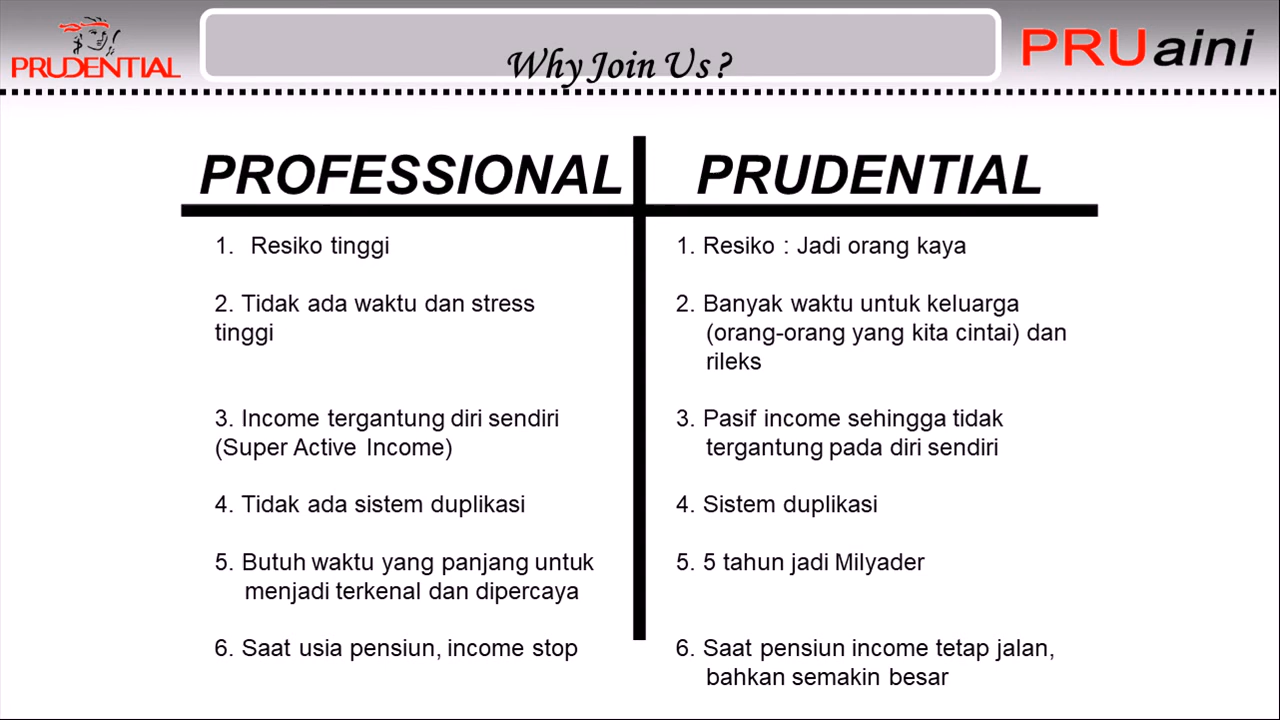 PRUDENTIAL
Why Join Us ?
PRUaini
PROFESSIONAL
1. Resiko tinggi
2. Tidak ada waktu dan stress
tinggi
3. Income tergantung diri sendiri
(Super Active Income)
4. Tidak ada sistem duplikasi
5. Butuh waktu yang panjang untuk
menjadi terkenal dan dipercaya
6. Saat usia pensiun, income stop
PRUDENTIAL
1. Resiko : Jadi orang kaya
2. Banyak waktu untuk keluarga
(orang-orang yang kita cintai) dan
rileks
3. Pasif income sehingga tidak
tergantung pada diri sendiri
4. Sistem duplikasi
5. 5 tahun jadi Milyader
6. Saat pensiun income tetap jalan,
bahkan semakin besar